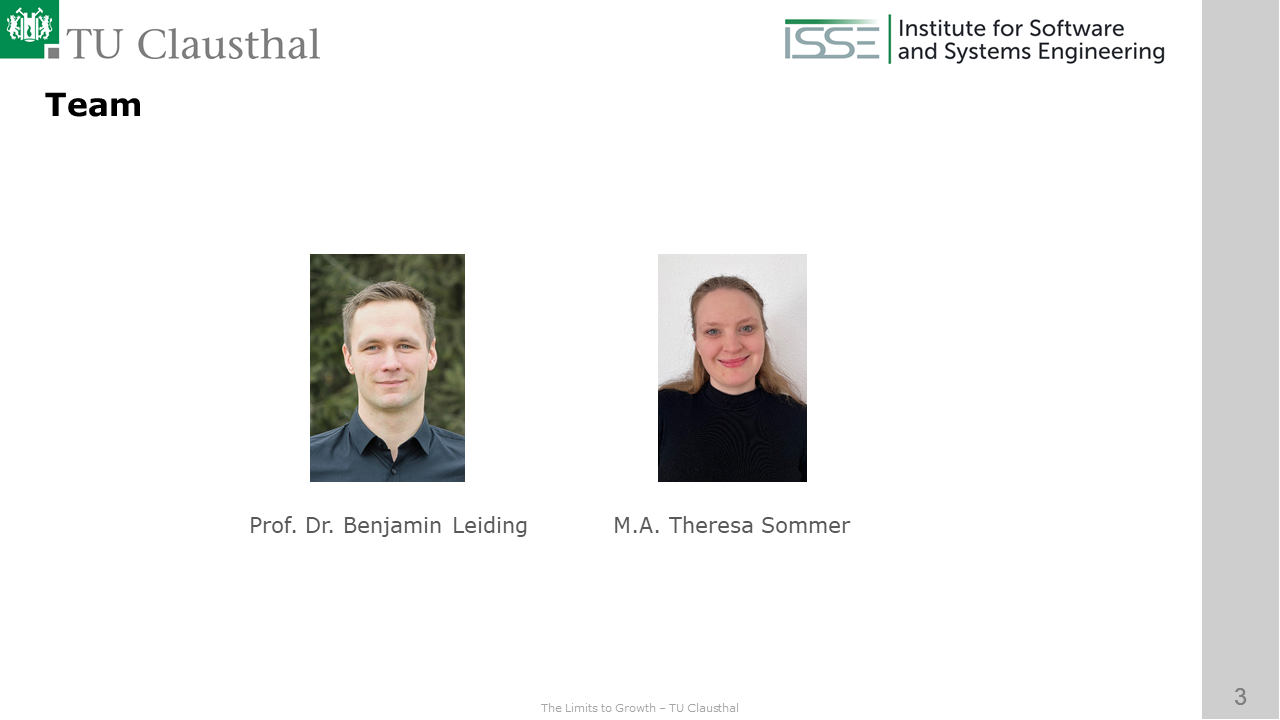 TU Clausthal
ISSE
Institute for Software
and Systems Engineering
Team
Prof. Dr. Benjamin Leiding
M.A. Theresa Sommer
The Limits to Growth – TU Clausthal
3